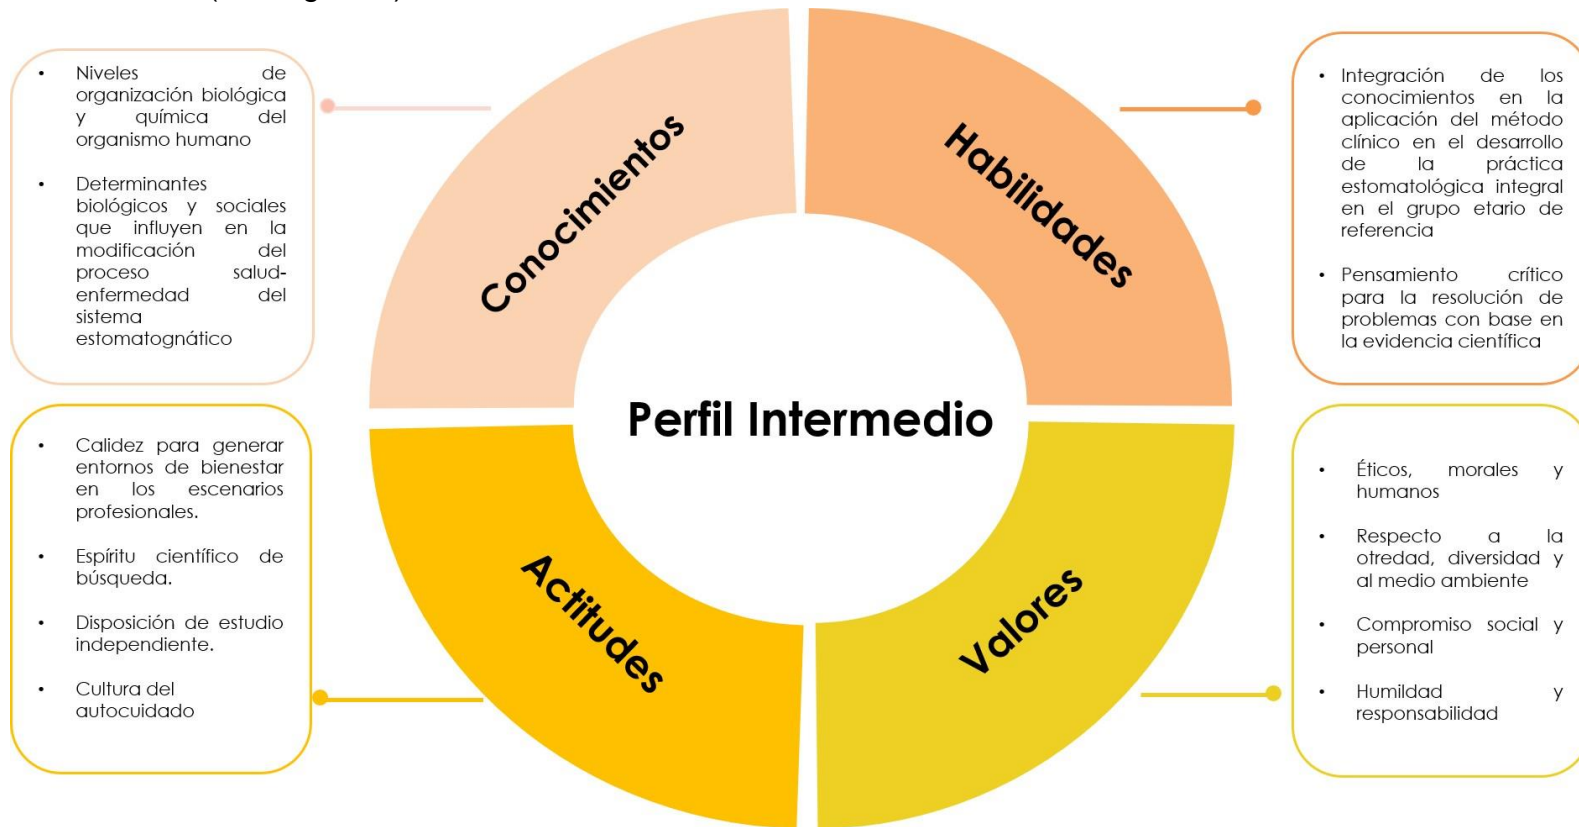 • Niveles de
organización biológica
y química del
organismo humano
• Determinantes
biológicos y sociales
que influyen en la
modificación del
proceso salud-
enfermedad del
sistema
estomatognático
Conocimientos
Habilidades
• Integración de los
conocimientos en la
aplicación del método
clínico en el desarrollo
de la práctica
estomatológica integral
en el grupo etario de
referencia
• Pensamiento crítico
para la resolución de
problemas con base en
la evidencia científica
Perfil Intermedio
• Calidez para generar
entornos de bienestar
en los escenarios
profesionales.
• Espíritu científico de
búsqueda.
• Disposición de estudio
independiente.
• Cultura del
autocuidado
Actitudes
Valores
• Éticos, morales y
humanos
• Respecto a la
otredad, diversidad y
al medio ambiente
• Compromiso social y
personal
• Humildad y
responsabilidad